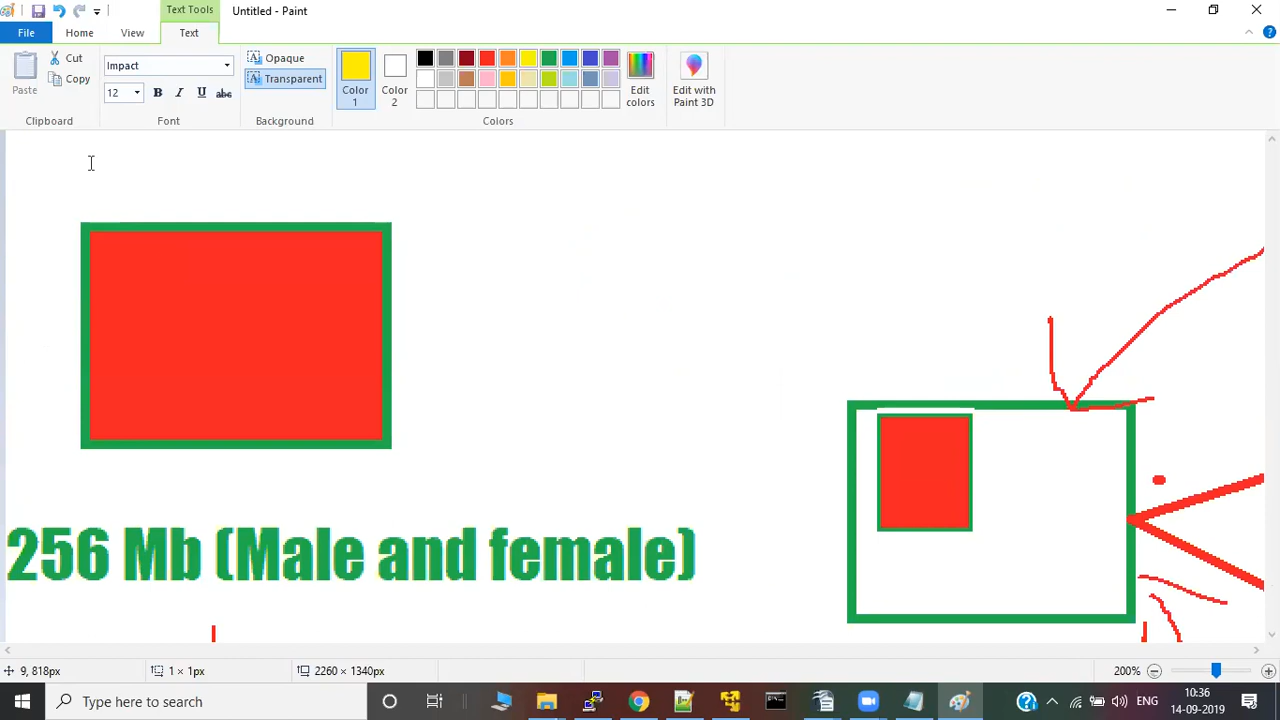 Text Tools
Untitled - Paint
File
Home
View
Text
Paste
Cut
Copy
Clipboard
Impact
12
B I U abc
Font
Opaque
Transparent
Background
Color 1
Color 2
Edit colors
Colors
Edit with Paint 3D
256 Mb (Male and female)
9, 818px
1 × 1px
2260 × 1340px
200%
Type here to search
ENG
10:36
14-09-2019